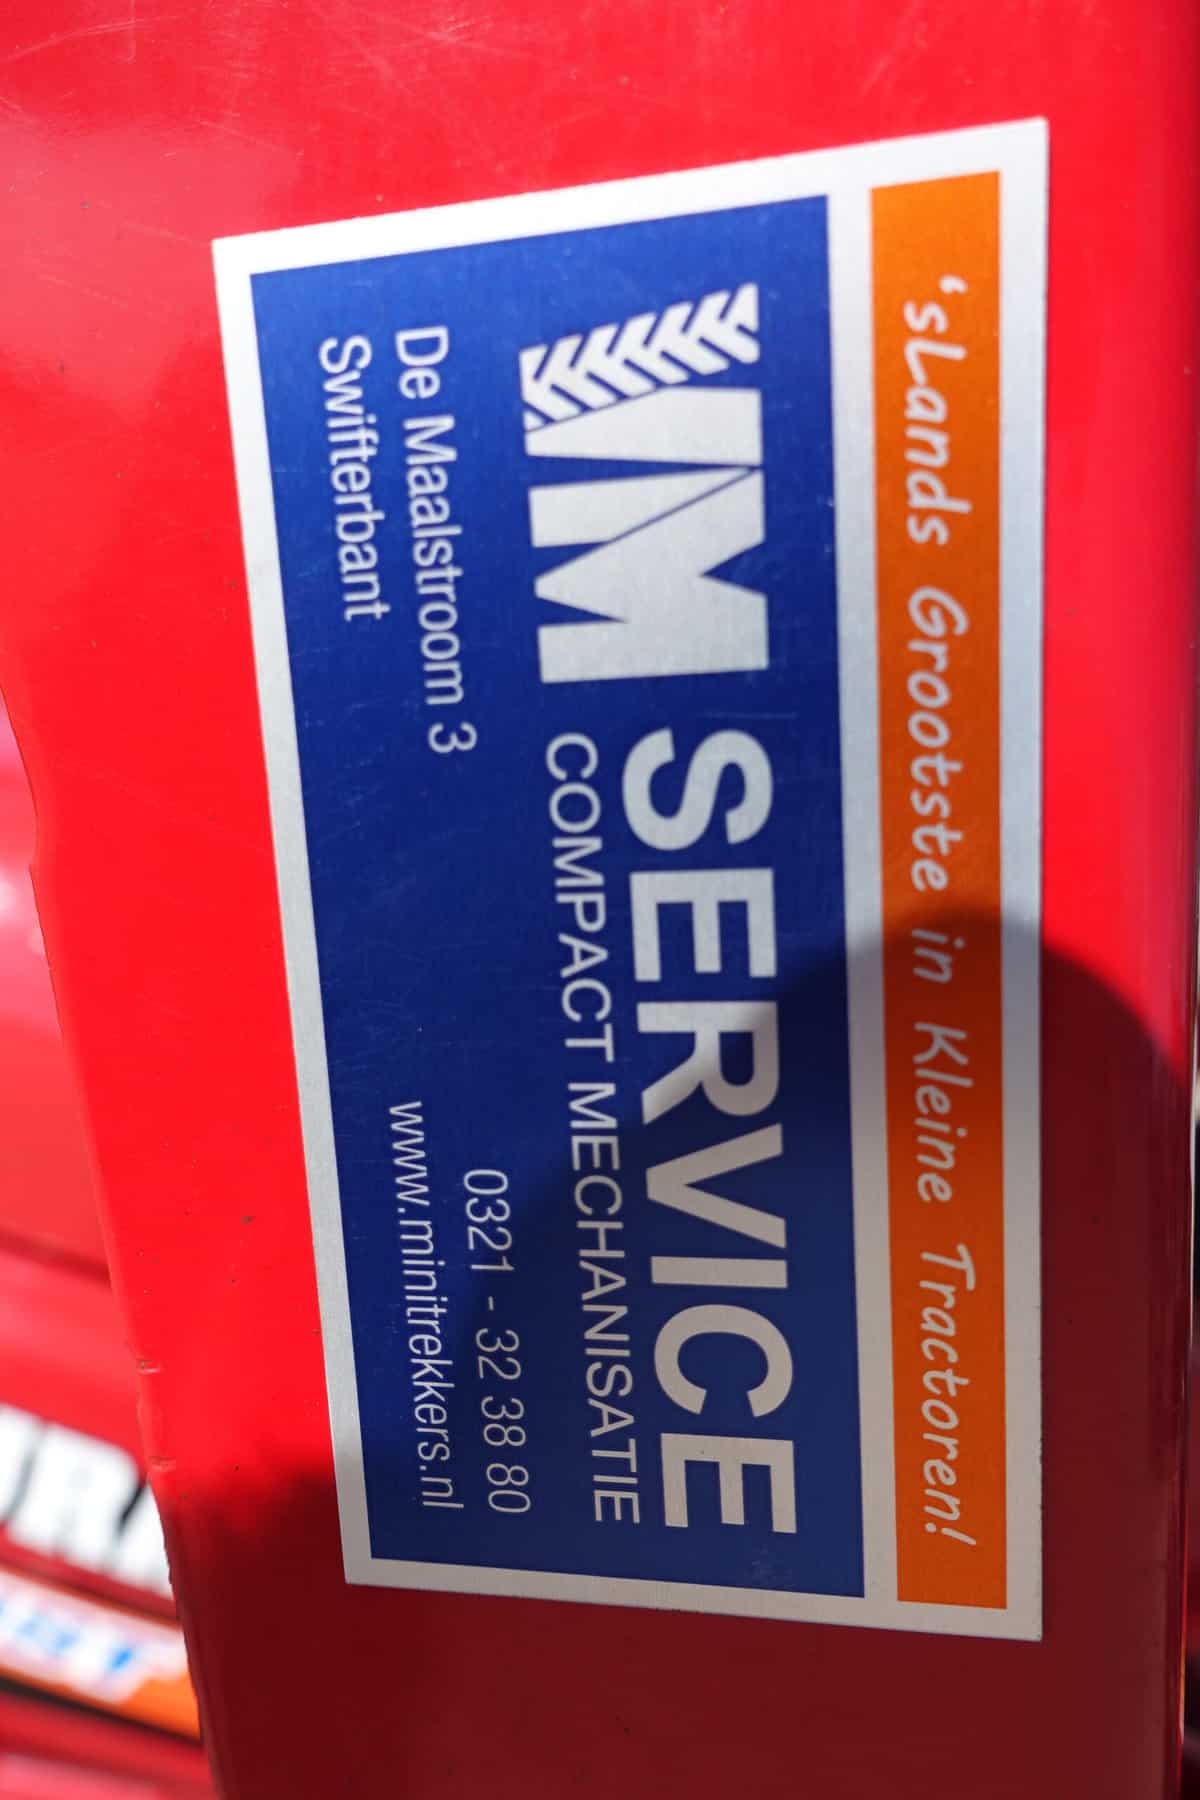 ‘sLands Grootste in Kleine Tractoren!
VM SERVICE
COMPACT MECHANISATIE
De Maalstroom 3
Swifterbant
0321 - 32 38 80
www.minitrekkers.nl